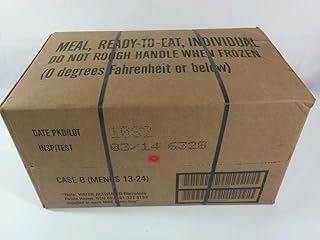 MEAL, READY-TO-EAT, INDIVIDUAL
DO NOT ROUGH HANDLE WHEN FROZEN
(0 degrees Fahrenheit or below)
DATE PKD/LOT 1082
INSP/TEST 03/14 6328
CASE B (MENUS 13-24)